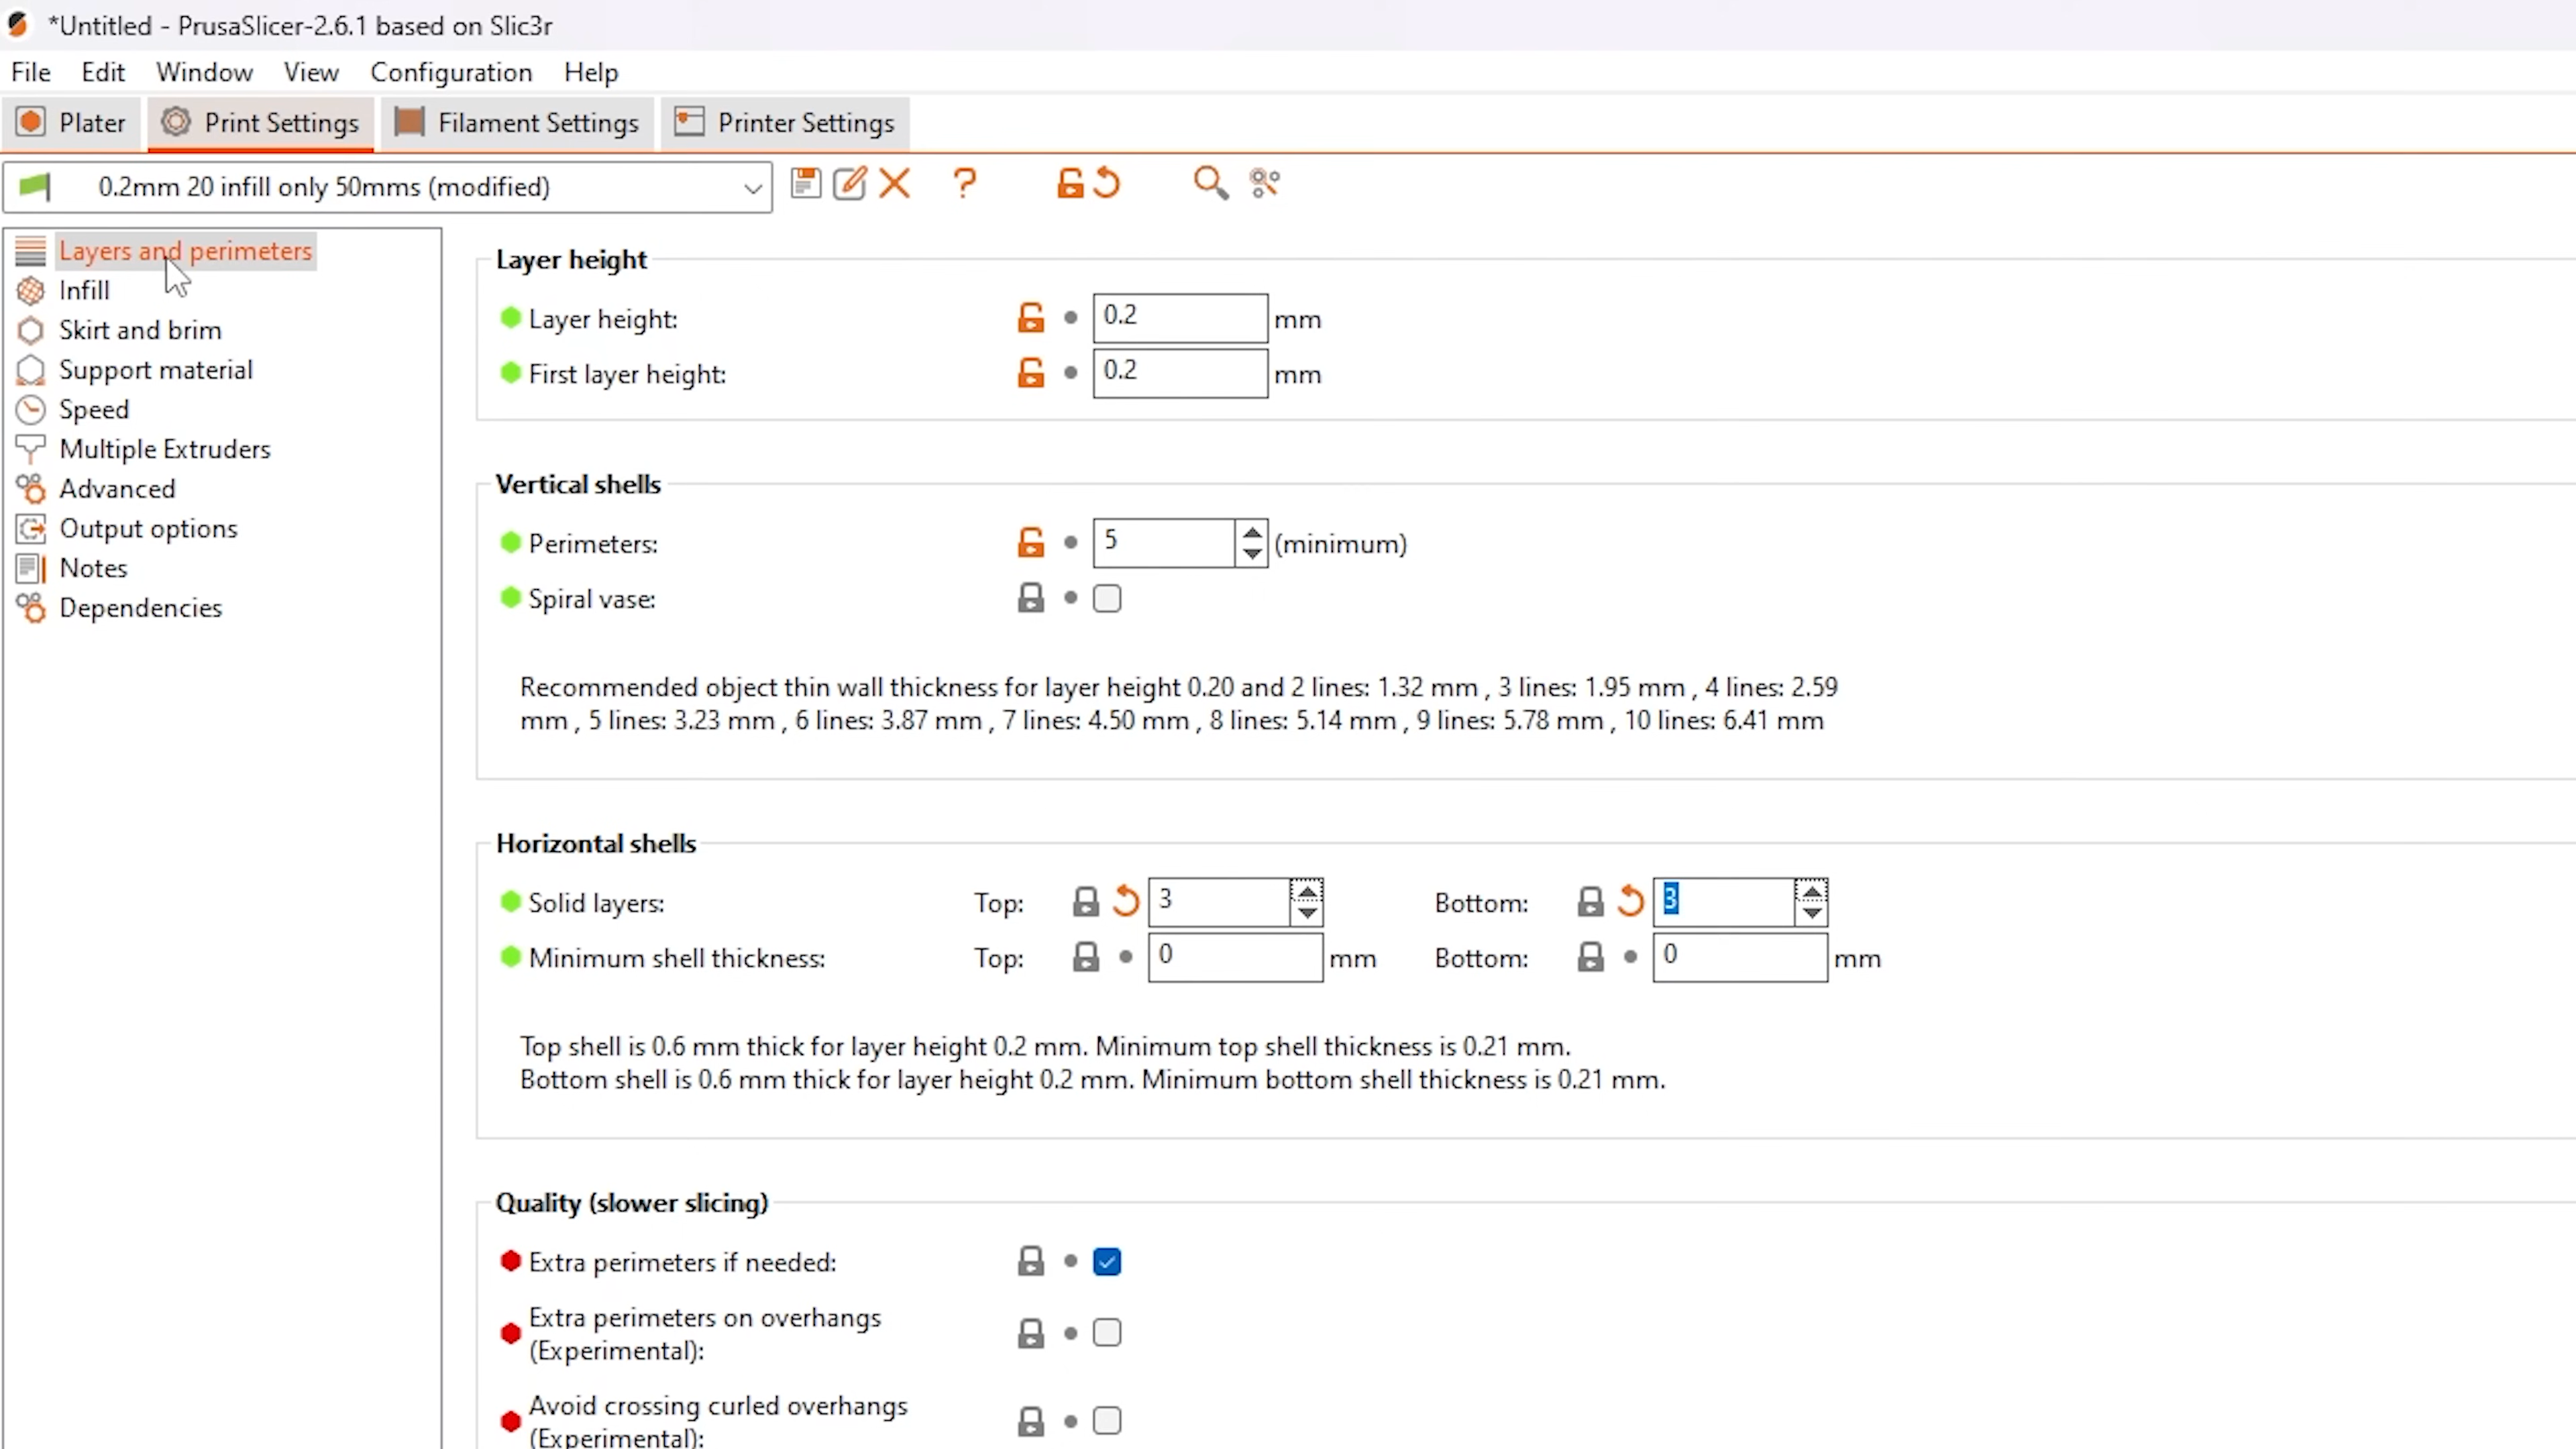 *Untitled - PrusaSlicer-2.6.1 based on Slic3r
File Edit Window View Configuration Help
Plater Print Settings Filament Settings Printer Settings
0.2mm 20 infill only 50mms (modified)
?
Layers and perimeters
Infill
Skirt and brim
Support material
Speed
Multiple Extruders
Advanced
Output options
Notes
Dependencies
Layer height
Layer height: 0.2 mm
First layer height: 0.2 mm
Vertical shells
Perimeters: 5 (minimum)
Spiral vase:
Recommended object thin wall thickness for layer height 0.20 and 2 lines: 1.32 mm , 3 lines: 1.95 mm , 4 lines: 2.59
mm , 5 lines: 3.23 mm , 6 lines: 3.87 mm , 7 lines: 4.50 mm , 8 lines: 5.14 mm , 9 lines: 5.78 mm , 10 lines: 6.41 mm
Horizontal shells
Solid layers: Top: 3 Bottom: 3
Minimum shell thickness: Top: 0 mm Bottom: 0 mm
Top shell is 0.6 mm thick for layer height 0.2 mm. Minimum top shell thickness is 0.21 mm.
Bottom shell is 0.6 mm thick for layer height 0.2 mm. Minimum bottom shell thickness is 0.21 mm.
Quality (slower slicing)
Extra perimeters if needed:
Extra perimeters on overhangs
(Experimental):
Avoid crossing curled overhangs
(Experimental):